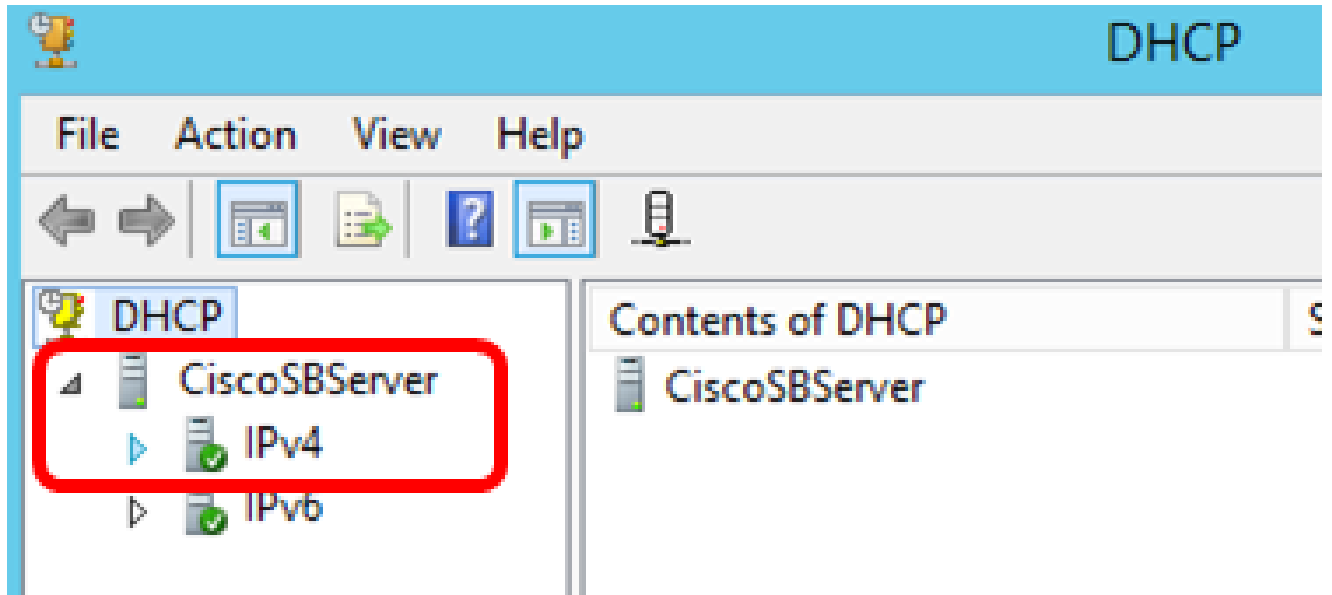 DHCP
File Action View Help
DHCP
CiscoSBServer
IPv4
IPv6
Contents of DHCP S
CiscoSBServer